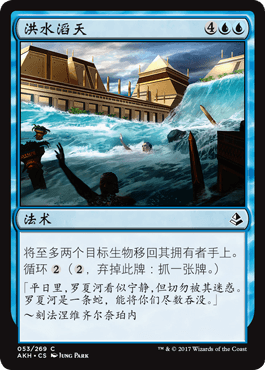 洪水滔天 4
法术
将至多两个目标生物移回其拥有者手上。
循环 2（2，弃掉此牌：抓一张牌。）
「平日里，罗夏河看似宁静，但切勿被其迷惑。
罗夏河是一条蛇，能将你们尽数吞没。」
～刻法涅维齐尔奈珀内
053/269 C
AKH • CS JUNG PARK
™ & © 2017 Wizards of the Coast